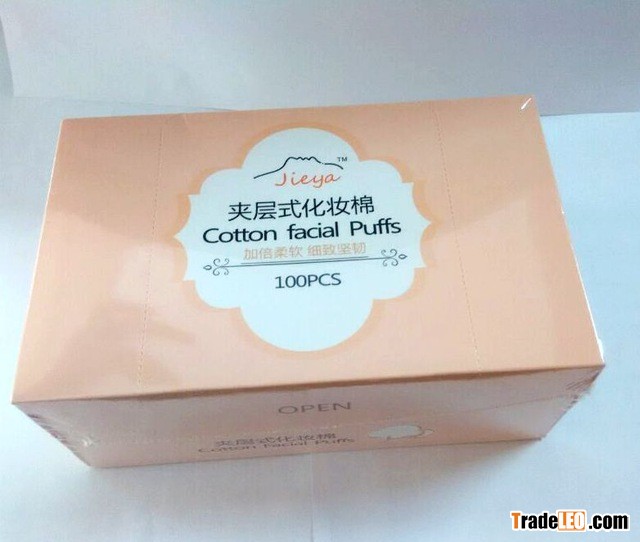 Jieya TM
夹层式化妆棉
Cotton facial Puffs
加倍柔软 细致坚韧
100PCS
OPEN
夹层式化妆棉
Cotton Facial Puffs
TradeLEO.com